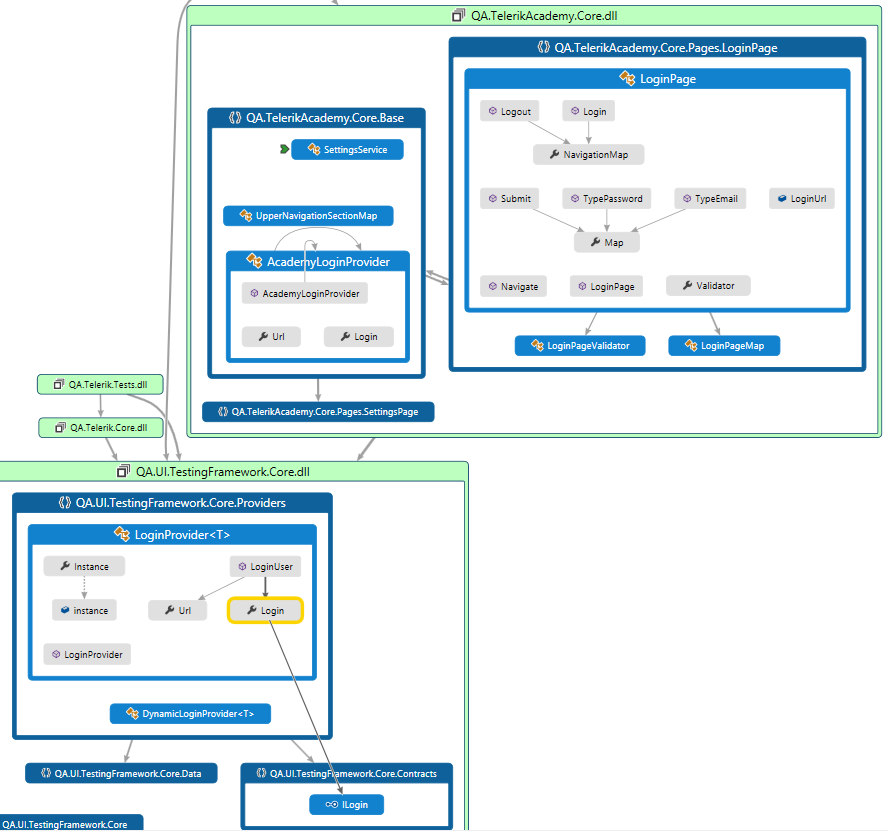 QA.TelerikAcademy.Core.dll
QA.TelerikAcademy.Core.Pages.LoginPage
LoginPage
Logout
Login
NavigationMap
Submit
TypePassword
TypeEmail
LoginUrl
Map
Navigate
LoginPage
Validator
LoginPageValidator
LoginPageMap
QA.TelerikAcademy.Core.Base
SettingsService
UpperNavigationSectionMap
AcademyLoginProvider
AcademyLoginProvider
Url
Login
QA.TelerikAcademy.Core.Pages.SettingsPage
QA.Telerik.Tests.dll
QA.Telerik.Core.dll
QA.UI.TestingFramework.Core.dll
QA.UI.TestingFramework.Core.Providers
LoginProvider<T>
Instance
LoginUser
instance
Url
Login
LoginProvider
DynamicLoginProvider<T>
QA.UI.TestingFramework.Core.Data
QA.UI.TestingFramework.Core.Contracts
ILogin
QA.UI.TestingFramework.Core